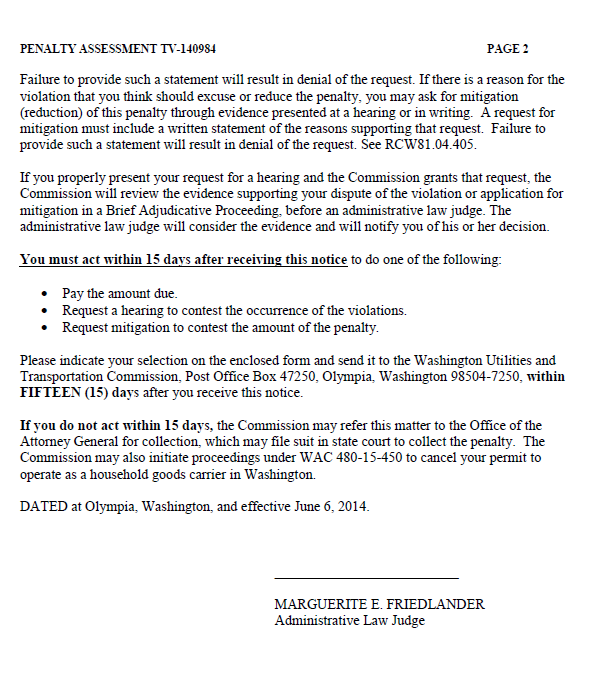 PENALTY ASSESSMENT TV-140984 PAGE 2
Failure to provide such a statement will result in denial of the request. If there is a reason for the
violation that you think should excuse or reduce the penalty, you may ask for mitigation
(reduction) of this penalty through evidence presented at a hearing or in writing. A request for
mitigation must include a written statement of the reasons supporting that request. Failure to
provide such a statement will result in denial of the request. See RCW81.04.405.
If you properly present your request for a hearing and the Commission grants that request, the
Commission will review the evidence supporting your dispute of the violation or application for
mitigation in a Brief Adjudicative Proceeding, before an administrative law judge. The
administrative law judge will consider the evidence and will notify you of his or her decision.
You must act within 15 days after receiving this notice to do one of the following:
• Pay the amount due.
• Request a hearing to contest the occurrence of the violations.
• Request mitigation to contest the amount of the penalty.
Please indicate your selection on the enclosed form and send it to the Washington Utilities and
Transportation Commission, Post Office Box 47250, Olympia, Washington 98504-7250, within
FIFTEEN (15) days after you receive this notice.
If you do not act within 15 days, the Commission may refer this matter to the Office of the
Attorney General for collection, which may file suit in state court to collect the penalty. The
Commission may also initiate proceedings under WAC 480-15-450 to cancel your permit to
operate as a household goods carrier in Washington.
DATED at Olympia, Washington, and effective June 6, 2014.
MARGUERITE E. FRIEDLANDER
Administrative Law Judge